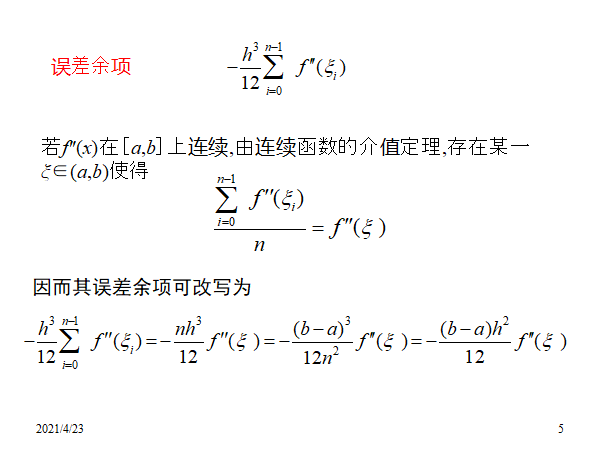 误差余项 $-\frac{h^3}{12}\sum_{i=0}^{n-1} f''(\xi_i)$
若f″(x)在[a,b]上连续,由连续函数的介值定理,存在某一
ξ∈(a,b)使得
$\frac{\sum_{i=0}^{n-1} f''(\xi_i)}{n} = f''(\xi)$
因而其误差余项可改写为
$-\frac{h^3}{12}\sum_{i=0}^{n-1} f''(\xi_i) = -\frac{nh^3}{12} f''(\xi) = -\frac{(b-a)^3}{12n^2} f''(\xi) = -\frac{(b-a)h^2}{12} f''(\xi)$
2021/4/23 5